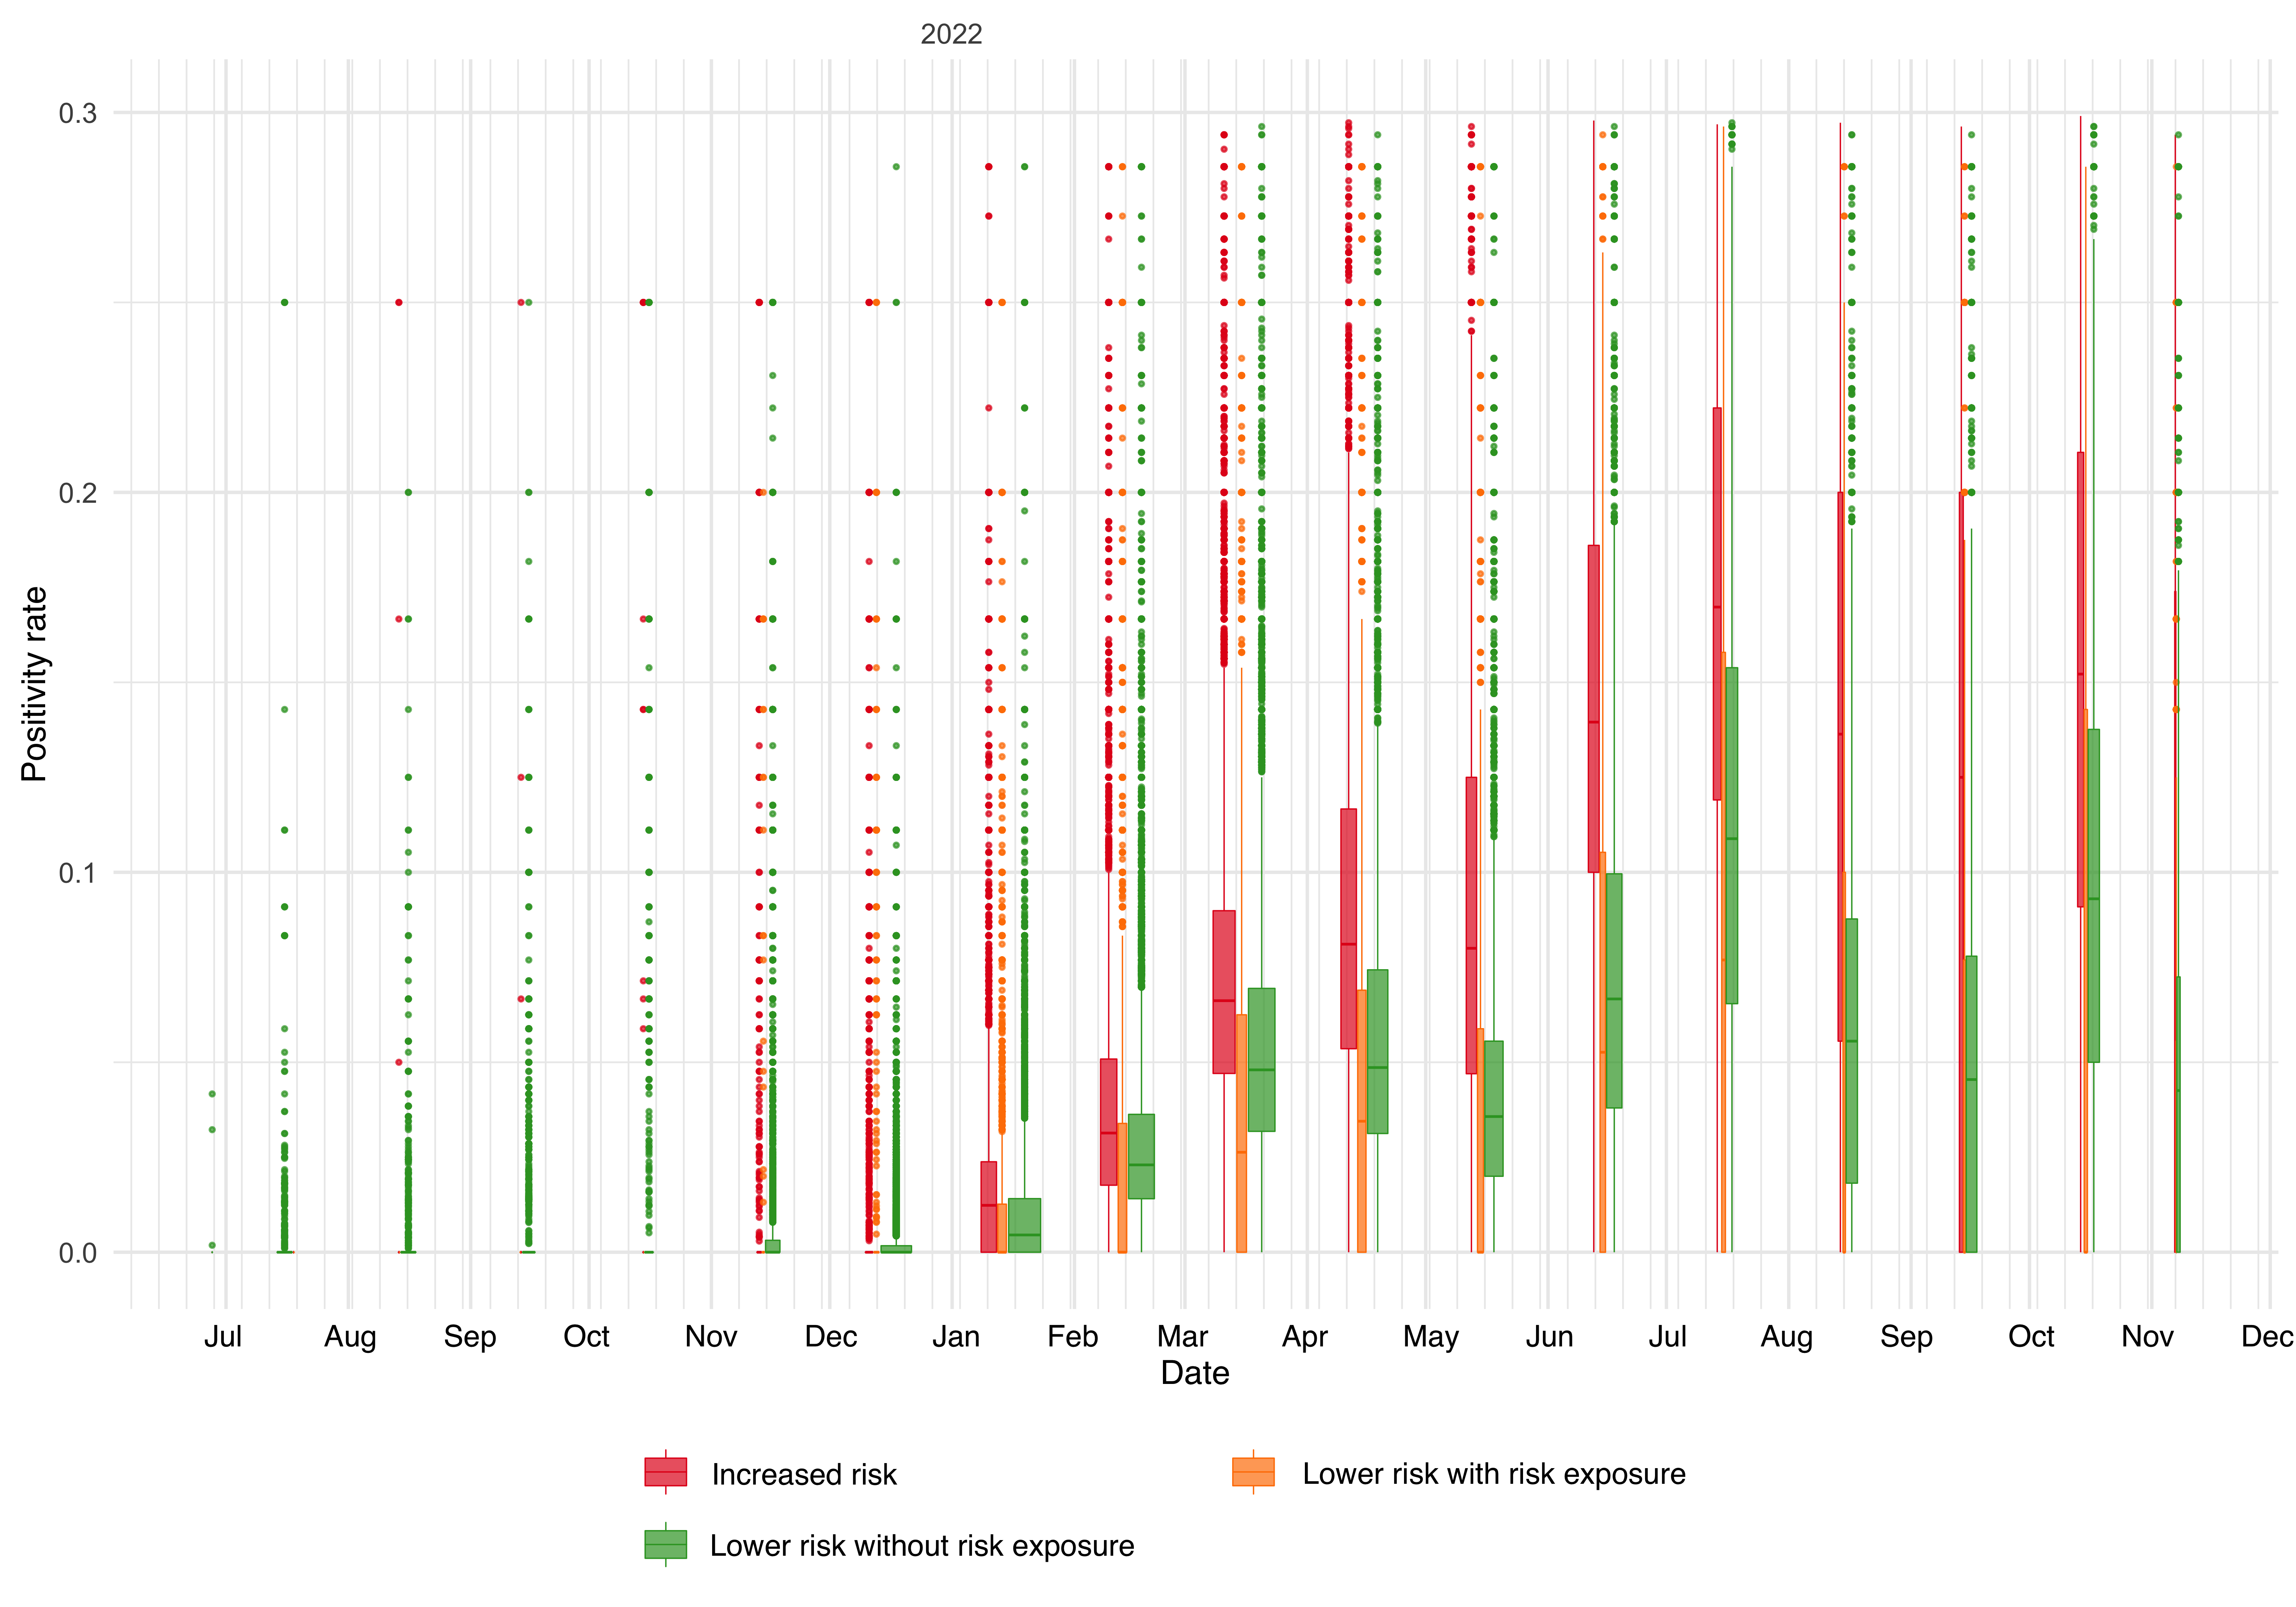 2022
0.3
0.2
0.1
0.0
Positivity rate
Jul Aug Sep Oct Nov Dec Jan Feb Mar Apr May Jun Jul Aug Sep Oct Nov Dec
Date
Increased risk
Lower risk with risk exposure
Lower risk without risk exposure